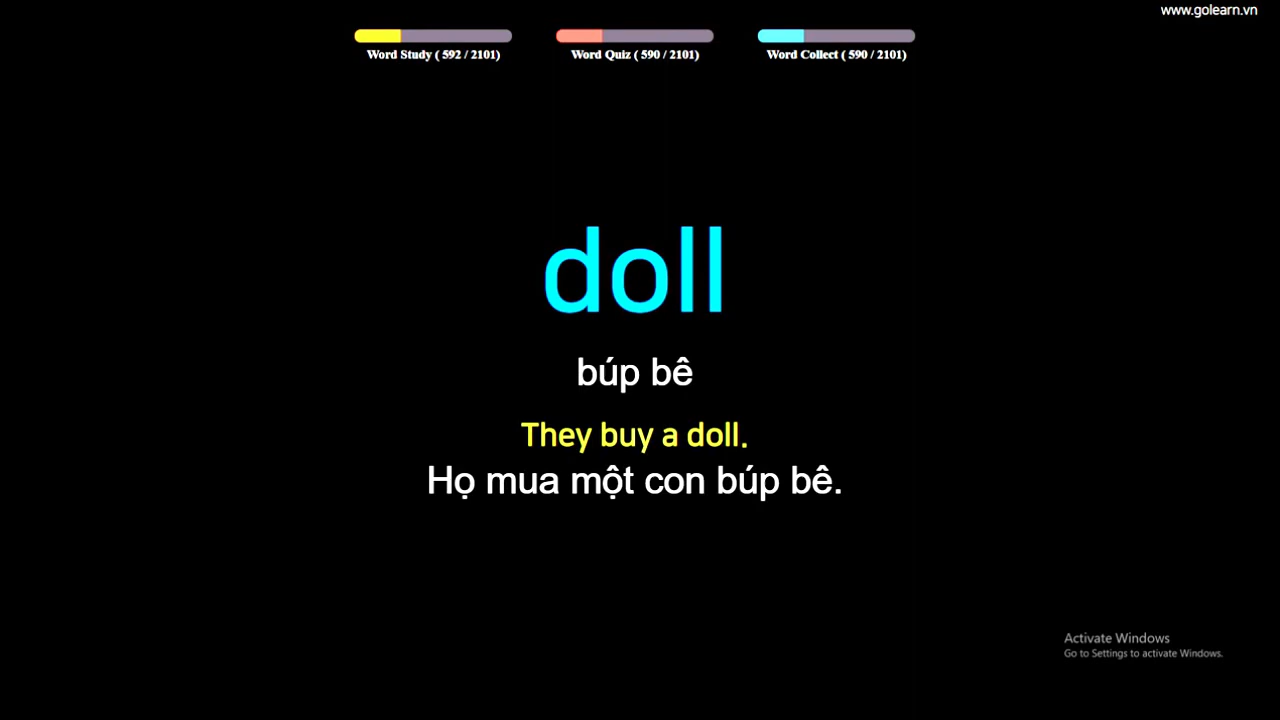 www.golearn.vn
Word Study ( 592 / 2101) Word Quiz ( 590 / 2101) Word Collect ( 590 / 2101)
doll
búp bê
They buy a doll.
Họ mua một con búp bê.
Activate Windows
Go to Settings to activate Windows.